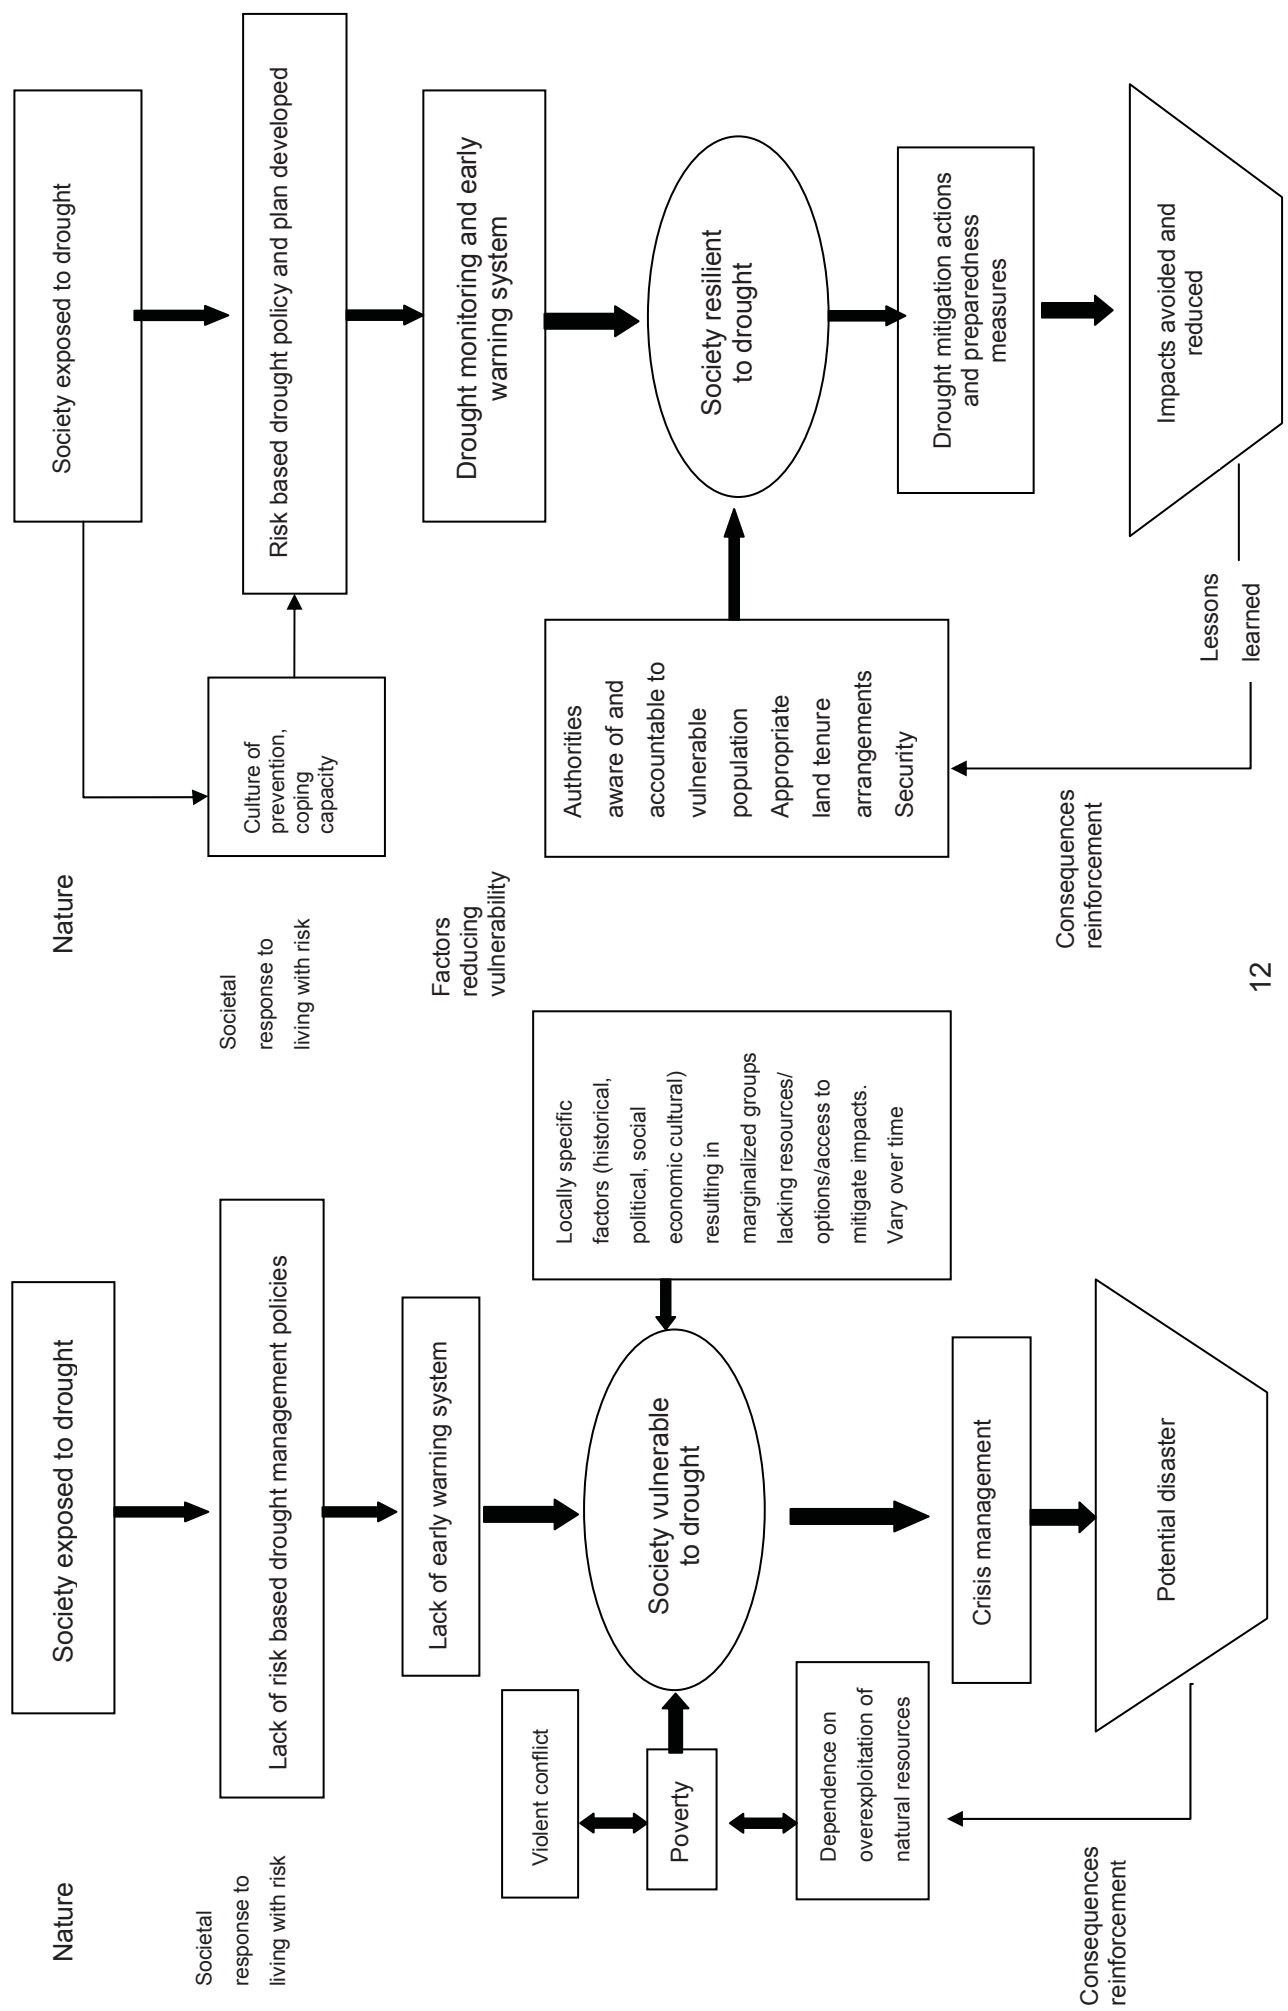 Nature
Society exposed to drought
Societal
response to
living with risk
Lack of risk based drought management policies
Lack of early warning system
Violent conflict
Poverty
Dependence on
overexploitation of
natural resources
Society vulnerable
to drought
Locally specific
factors (historical,
political, social
economic cultural)
resulting in
marginalized groups
lacking resources/
options/access to
mitigate impacts.
Vary over time
Crisis management
Potential disaster
Consequences
reinforcement
Nature
Society exposed to drought
Societal
response to
living with risk
Culture of
prevention,
coping
capacity
Risk based drought policy and plan developed
Factors
reducing
vulnerability
Drought monitoring and early
warning system
Authorities
aware of and
accountable to
vulnerable
population
Appropriate
land tenure
arrangements
Security
Society resilient
to drought
Drought mitigation actions
and preparedness
measures
Impacts avoided and
reduced
Lessons
learned
Consequences
reinforcement
12